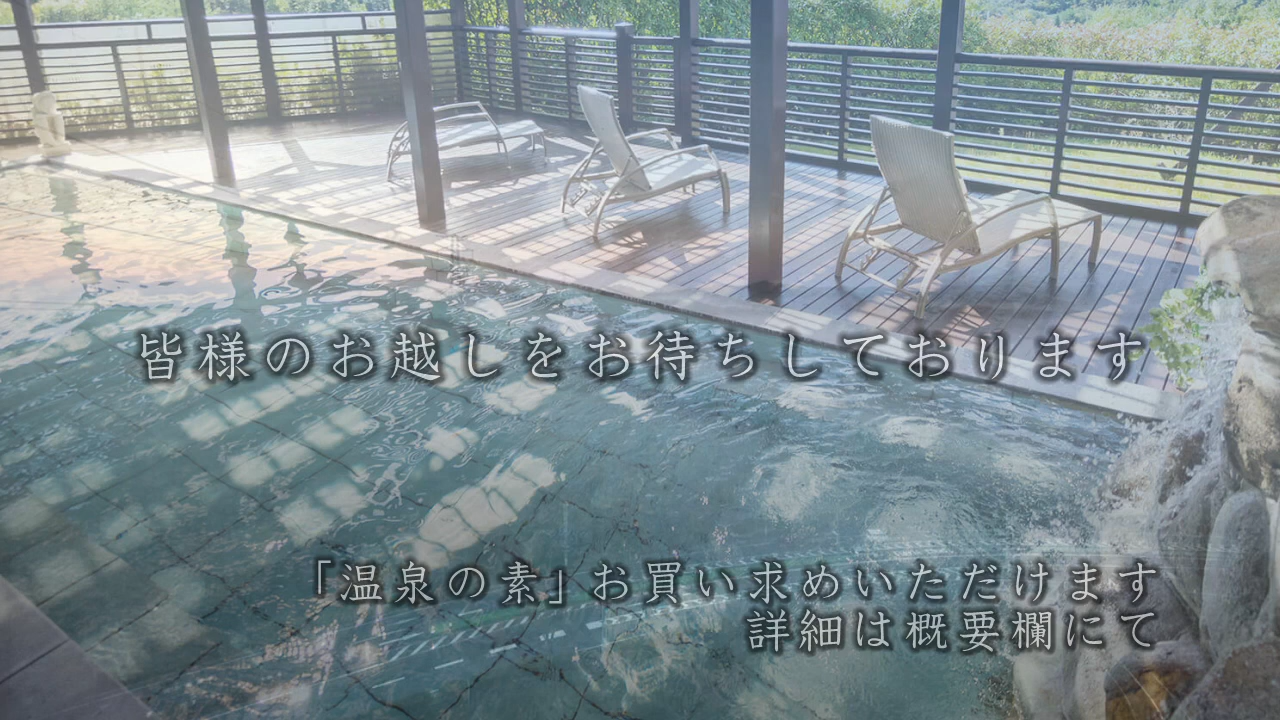 皆様のお越しをお待ちしております
「温泉の素」お買い求めいただけます
詳細は概要欄にて